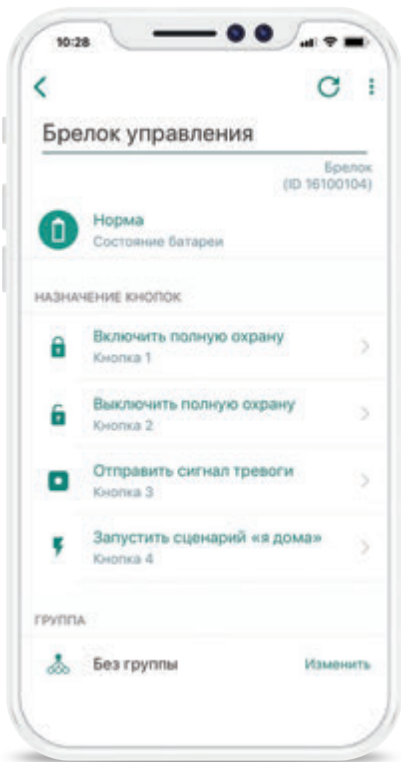 10:28
Брелок управления
Брелок
(ID 16100104)
Норма
Состояние батареи
НАЗНАЧЕНИЕ КНОПОК
Включить полную охрану
Кнопка 1
Выключить полную охрану
Кнопка 2
Отправить сигнал тревоги
Кнопка 3
Запустить сценарий «я дома»
Кнопка 4
ГРУППА
Без группы
Изменить